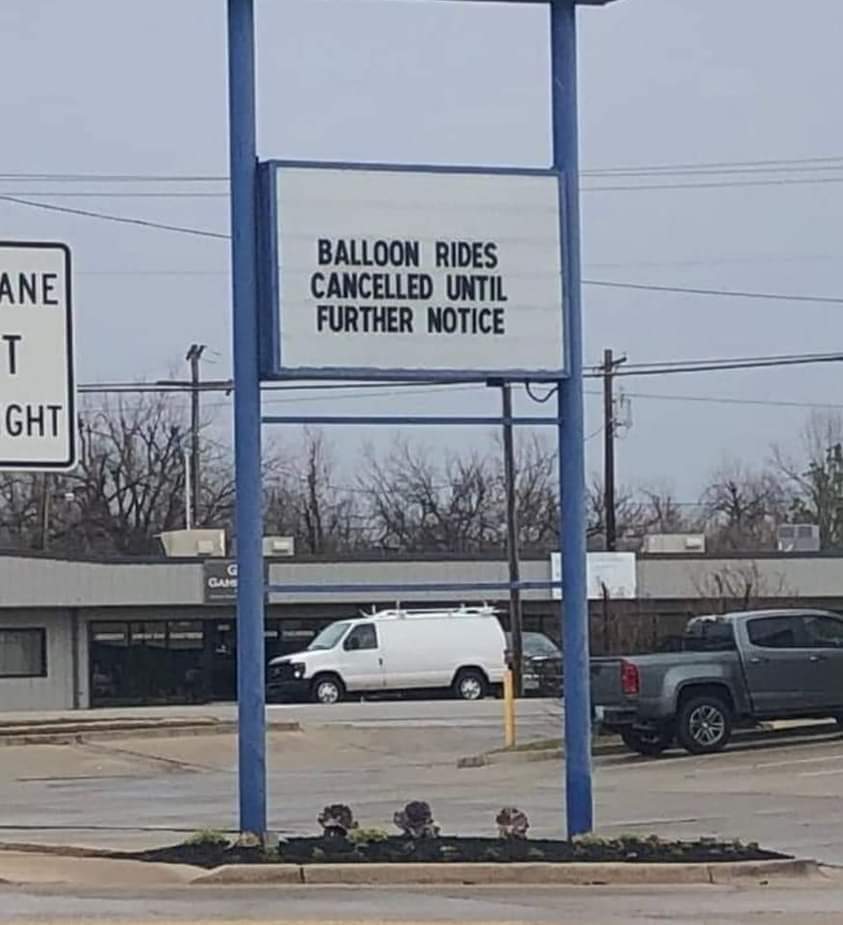 BALLOON RIDES
CANCELLED UNTIL
FURTHER NOTICE
ANE
T
GHT